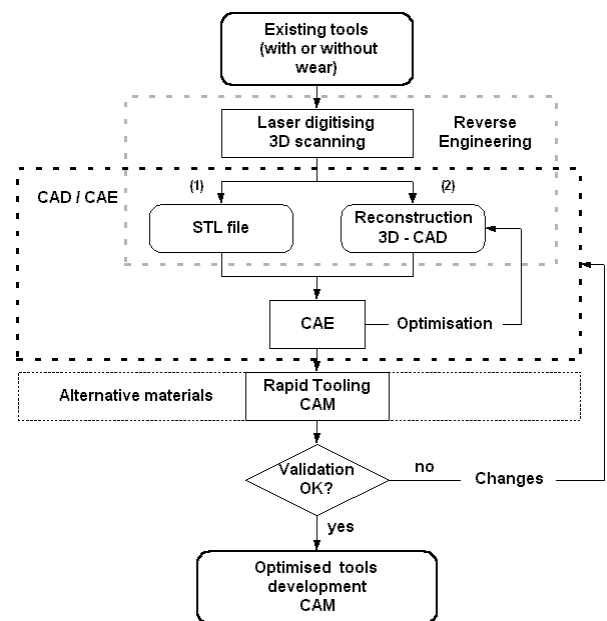 Existing tools
(with or without
wear)
Laser digitising
3D scanning
Reverse
Engineering
CAD / CAE
(1)
(2)
STL file
Reconstruction
3D - CAD
CAE
Optimisation
Alternative materials
Rapid Tooling
CAM
Validation
OK?
no
Changes
yes
Optimised tools
development
CAM